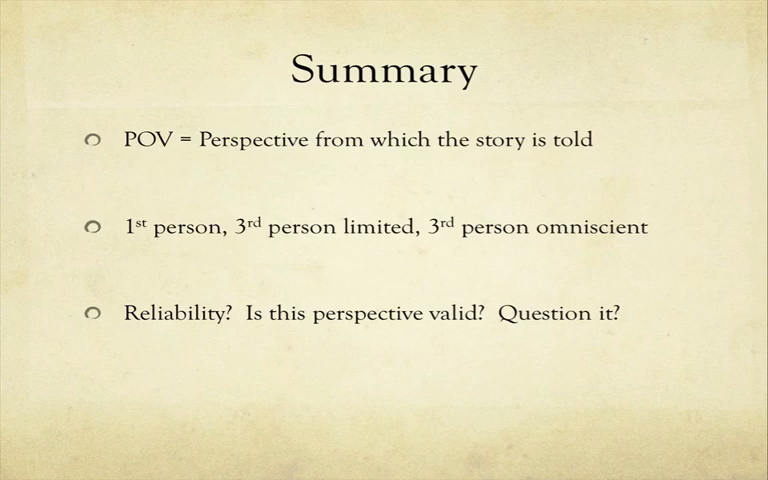 Summary
POV = Perspective from which the story is told
1st person, 3rd person limited, 3rd person omniscient
Reliability?  Is this perspective valid?  Question it?